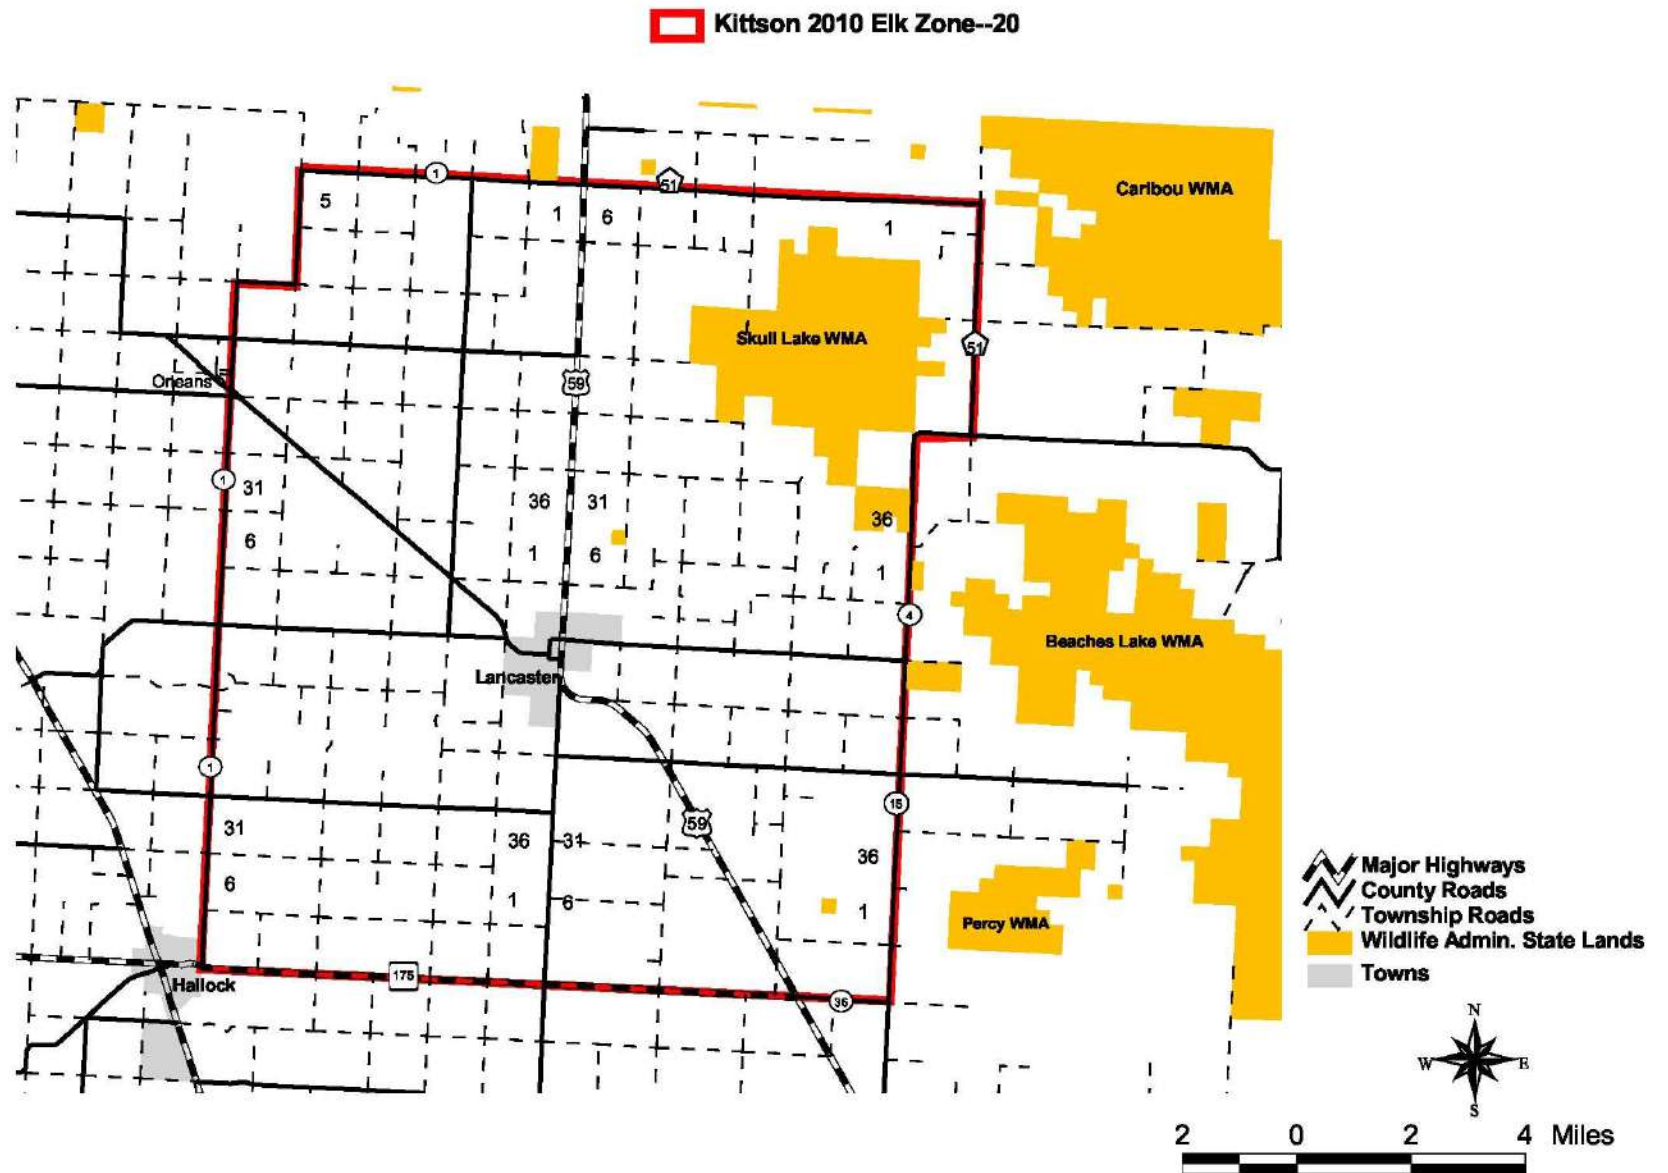 Kittson 2010 Elk Zone--20
Caribou WMA
1
51
5
1
6
1
Skull Lake WMA
51
Orleans
59
1
31
36
31
36
6
1
6
1
4
Beaches Lake WMA
Lancaster
1
15
59
31
36
31
36
6
1
6
1
Percy WMA
Hallock
175
36
Major Highways
County Roads
Township Roads
Wildlife Admin. State Lands
Towns
N
W
E
S
2 0 2 4 Miles